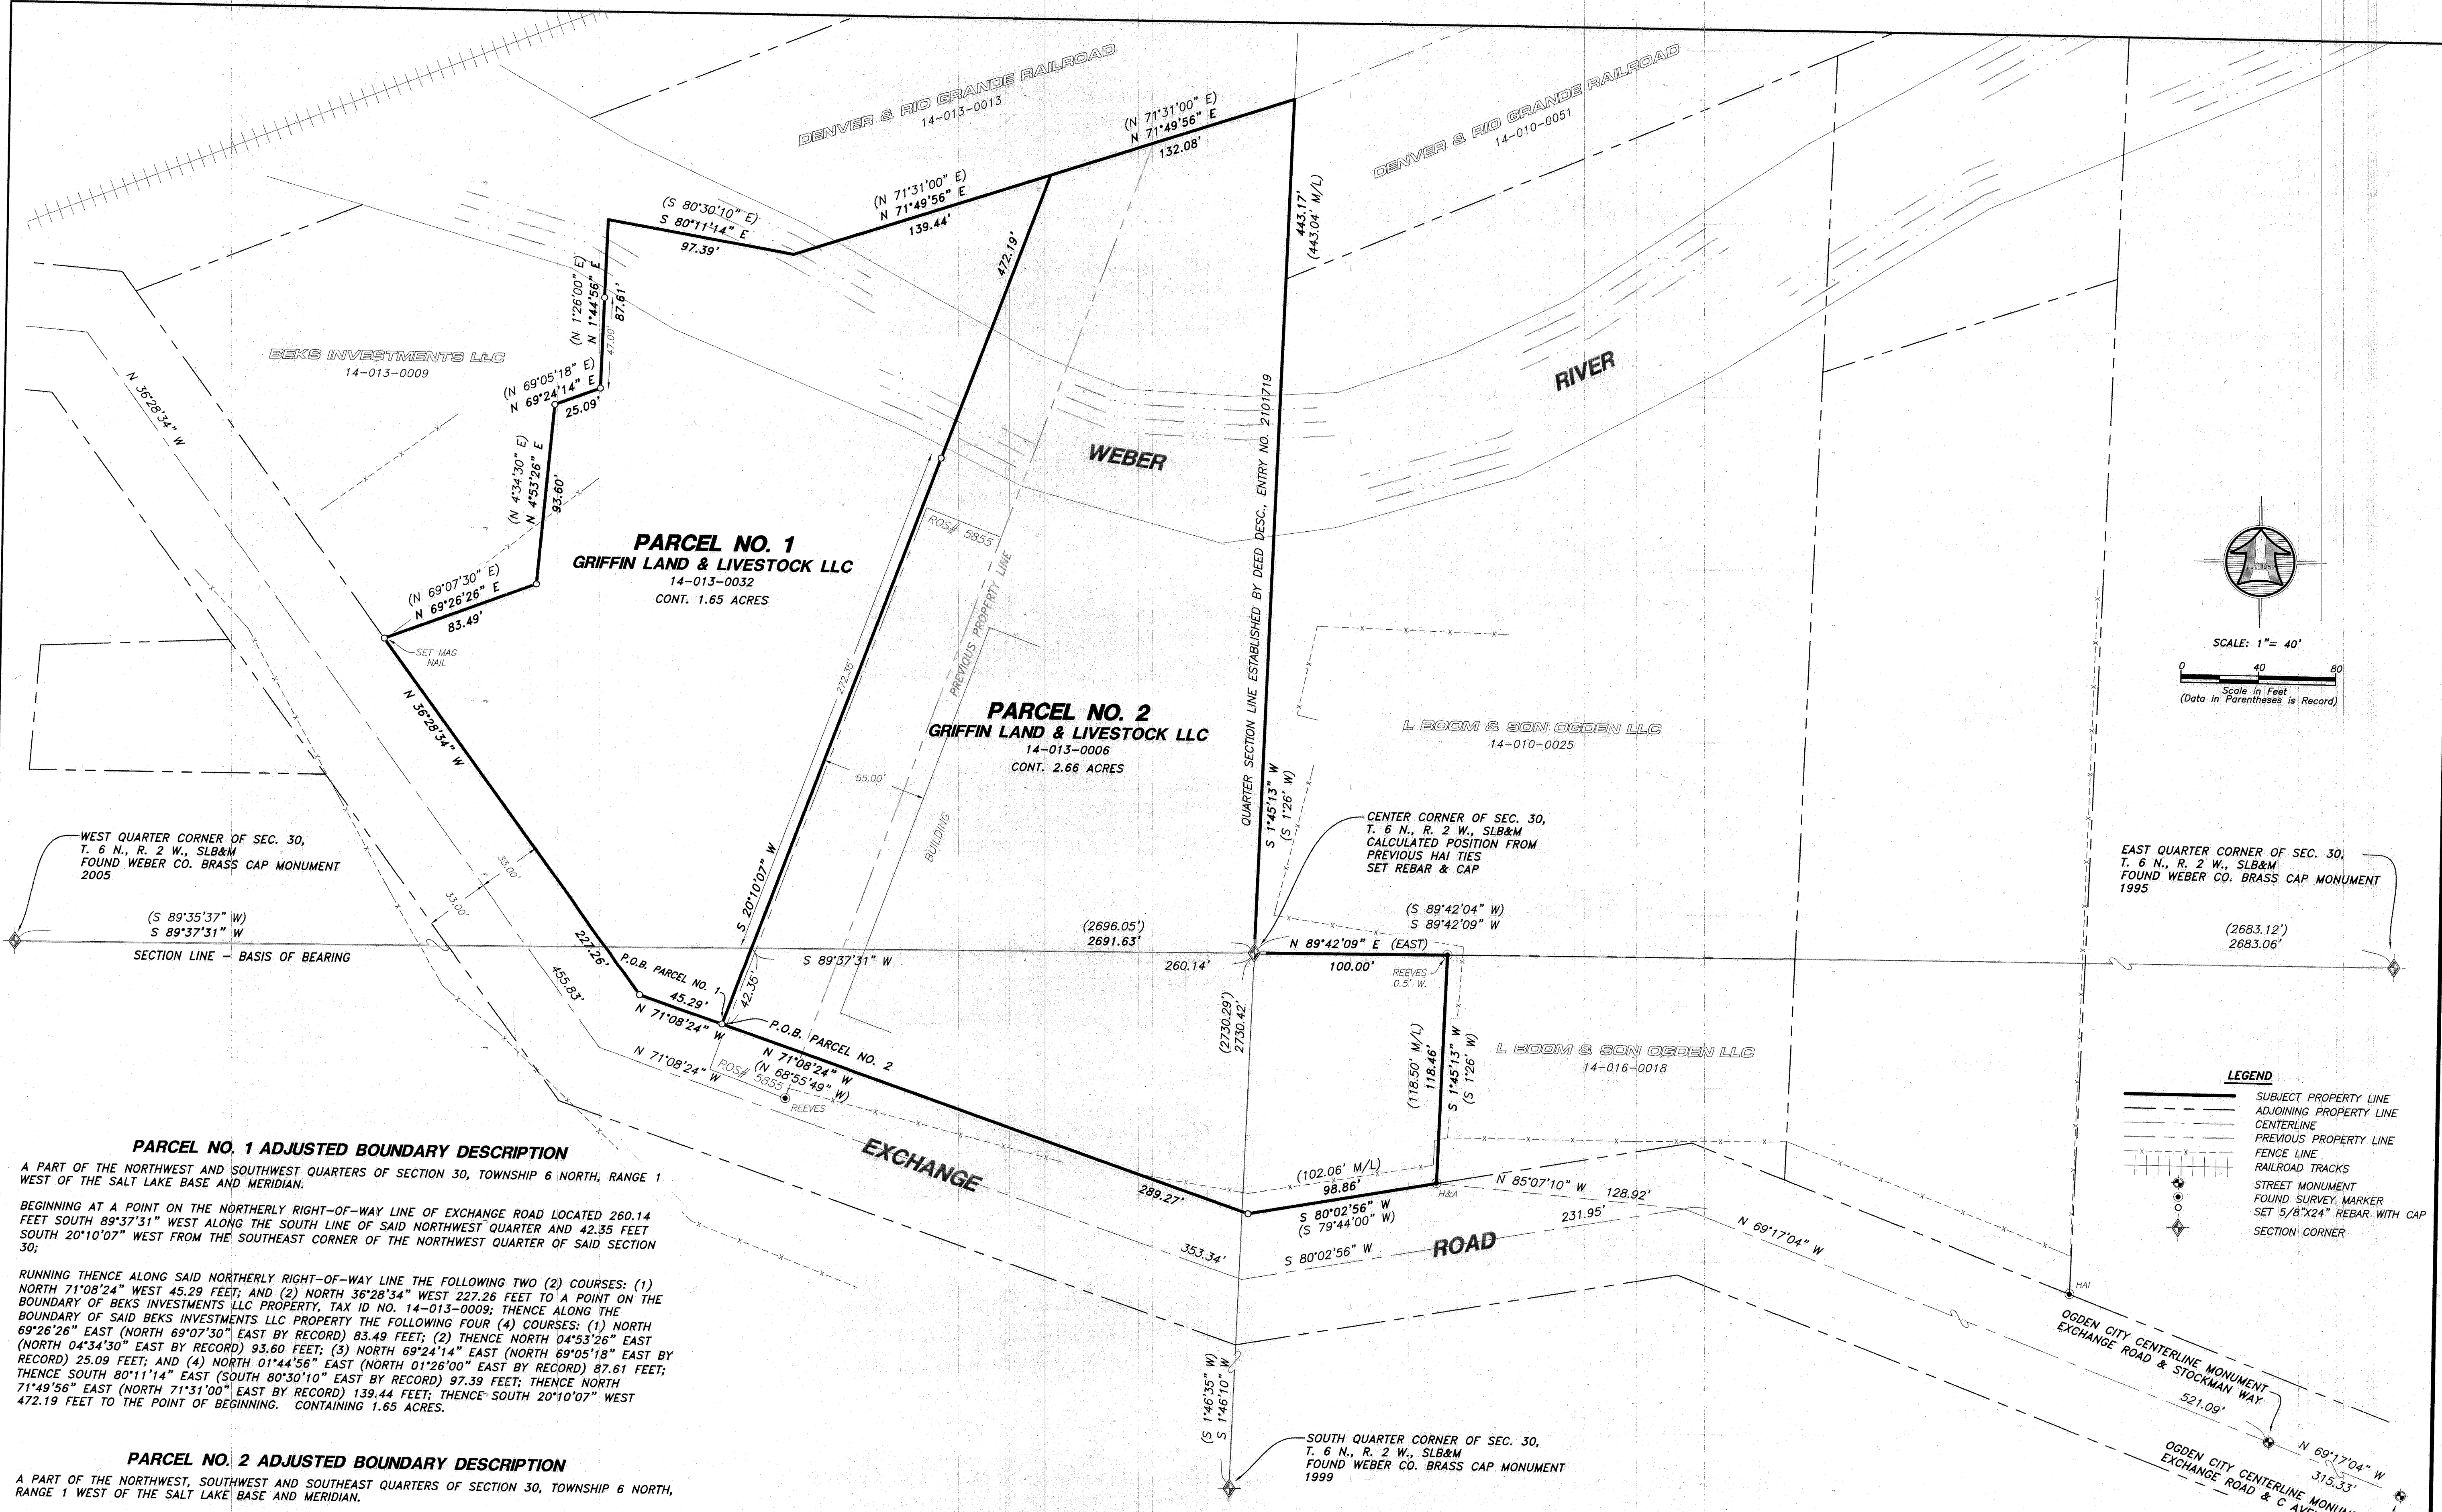 DENVER & RIO GRANDE RAILROAD
14-013-0013
DENVER & RIO GRANDE RAILROAD
14-010-0051
(N 71°31'00" E)
N 71°49'56" E
132.08'
(N 71°31'00" E)
N 71°49'56" E
139.44'
(S 80°30'10" E)
S 80°11'14" E
97.39'
472.19'
443.17'
(443.04' M/L)
(N 1°26'00" E)
N 1°44'56" E
87.61'
47.00'
BEKS INVESTMENTS LLC
14-013-0009
(N 69°05'18" E)
N 69°24'14" E
25.09'
N 36°28'34" W
(N 4°34'30" E)
N 4°53'26" E
93.60'
WEBER
RIVER
QUARTER SECTION LINE ESTABLISHED BY DEED DESC., ENTRY NO. 2101719
ROS# 5855
PREVIOUS PROPERTY LINE
PARCEL NO. 1
GRIFFIN LAND & LIVESTOCK LLC
14-013-0032
CONT. 1.65 ACRES
(N 69°07'30" E)
N 69°26'26" E
83.49'
SET MAG
NAIL
N 36°28'34" W
272.35'
PARCEL NO. 2
GRIFFIN LAND & LIVESTOCK LLC
14-013-0006
CONT. 2.66 ACRES
55.00'
BUILDING
SCALE: 1"= 40'
0 40 80
Scale in Feet
(Data in Parentheses is Record)
L BOOM & SON OGDEN LLC
14-010-0025
S 1°45'13" W
(S 1°26' W)
CENTER CORNER OF SEC. 30,
T. 6 N., R. 2 W., SLB&M
CALCULATED POSITION FROM
PREVIOUS HAI TIES
SET REBAR & CAP
WEST QUARTER CORNER OF SEC. 30,
T. 6 N., R. 2 W., SLB&M
FOUND WEBER CO. BRASS CAP MONUMENT
2005
EAST QUARTER CORNER OF SEC. 30,
T. 6 N., R. 2 W., SLB&M
FOUND WEBER CO. BRASS CAP MONUMENT
1995
33.00'
33.00'
S 20°10'07" W
(S 89°35'37" W)
S 89°37'31" W
SECTION LINE - BASIS OF BEARING
(2696.05')
2691.63'
(S 89°42'04" W)
S 89°42'09" W
(2683.12')
2683.06'
N 89°42'09" E (EAST)
100.00'
REEVES
0.5' W.
S 89°37'31" W
260.14'
227.26'
455.83'
P.O.B. PARCEL NO. 1
45.29'
N 71°08'24" W
42.35'
P.O.B. PARCEL NO. 2
N 71°08'24" W
(N 68°55'49" W)
N 71°08'24" W
ROS# 5855
REEVES
(2730.29')
2730.42'
(118.50' M/L)
118.46'
S 1°45'13" W
(S 1°26' W)
L BOOM & SON OGDEN LLC
14-016-0018
LEGEND
SUBJECT PROPERTY LINE
ADJOINING PROPERTY LINE
CENTERLINE
PREVIOUS PROPERTY LINE
FENCE LINE
RAILROAD TRACKS
STREET MONUMENT
FOUND SURVEY MARKER
SET 5/8"X24" REBAR WITH CAP
SECTION CORNER
EXCHANGE
289.27'
353.34'
(102.06' M/L)
98.86'
S 80°02'56" W
(S 79°44'00" W)
H&A
N 85°07'10" W 128.92'
231.95'
S 80°02'56" W
ROAD
N 69°17'04" W
HAI
OGDEN CITY CENTERLINE MONUMENT
EXCHANGE ROAD & STOCKMAN WAY
521.09'
N 69°17'04" W
315.33'
OGDEN CITY CENTERLINE
EXCHANGE ROAD & C
(S 1°46'35" W)
S 1°46'10" W
SOUTH QUARTER CORNER OF SEC. 30,
T. 6 N., R. 2 W., SLB&M
FOUND WEBER CO. BRASS CAP MONUMENT
1999
PARCEL NO. 1 ADJUSTED BOUNDARY DESCRIPTION
A PART OF THE NORTHWEST AND SOUTHWEST QUARTERS OF SECTION 30, TOWNSHIP 6 NORTH, RANGE 1
WEST OF THE SALT LAKE BASE AND MERIDIAN.
BEGINNING AT A POINT ON THE NORTHERLY RIGHT-OF-WAY LINE OF EXCHANGE ROAD LOCATED 260.14
FEET SOUTH 89°37'31" WEST ALONG THE SOUTH LINE OF SAID NORTHWEST QUARTER AND 42.35 FEET
SOUTH 20°10'07" WEST FROM THE SOUTHEAST CORNER OF THE NORTHWEST QUARTER OF SAID SECTION
30;
RUNNING THENCE ALONG SAID NORTHERLY RIGHT-OF-WAY LINE THE FOLLOWING TWO (2) COURSES: (1)
NORTH 71°08'24" WEST 45.29 FEET; AND (2) NORTH 36°28'34" WEST 227.26 FEET TO A POINT ON THE
BOUNDARY OF BEKS INVESTMENTS LLC PROPERTY, TAX ID NO. 14-013-0009; THENCE ALONG THE
BOUNDARY OF SAID BEKS INVESTMENTS LLC PROPERTY THE FOLLOWING FOUR (4) COURSES: (1) NORTH
69°26'26" EAST (NORTH 69°07'30" EAST BY RECORD) 83.49 FEET; (2) THENCE NORTH 04°53'26" EAST
(NORTH 04°34'30" EAST BY RECORD) 93.60 FEET; (3) NORTH 69°24'14" EAST (NORTH 69°05'18" EAST BY
RECORD) 25.09 FEET; AND (4) NORTH 01°44'56" EAST (NORTH 01°26'00" EAST BY RECORD) 87.61 FEET;
THENCE SOUTH 80°11'14" EAST (SOUTH 80°30'10" EAST BY RECORD) 97.39 FEET; THENCE NORTH
71°49'56" EAST (NORTH 71°31'00" EAST BY RECORD) 139.44 FEET; THENCE SOUTH 20°10'07" WEST
472.19 FEET TO THE POINT OF BEGINNING. CONTAINING 1.65 ACRES.
PARCEL NO. 2 ADJUSTED BOUNDARY DESCRIPTION
A PART OF THE NORTHWEST, SOUTHWEST AND SOUTHEAST QUARTERS OF SECTION 30, TOWNSHIP 6 NORTH,
RANGE 1 WEST OF THE SALT LAKE BASE AND MERIDIAN.